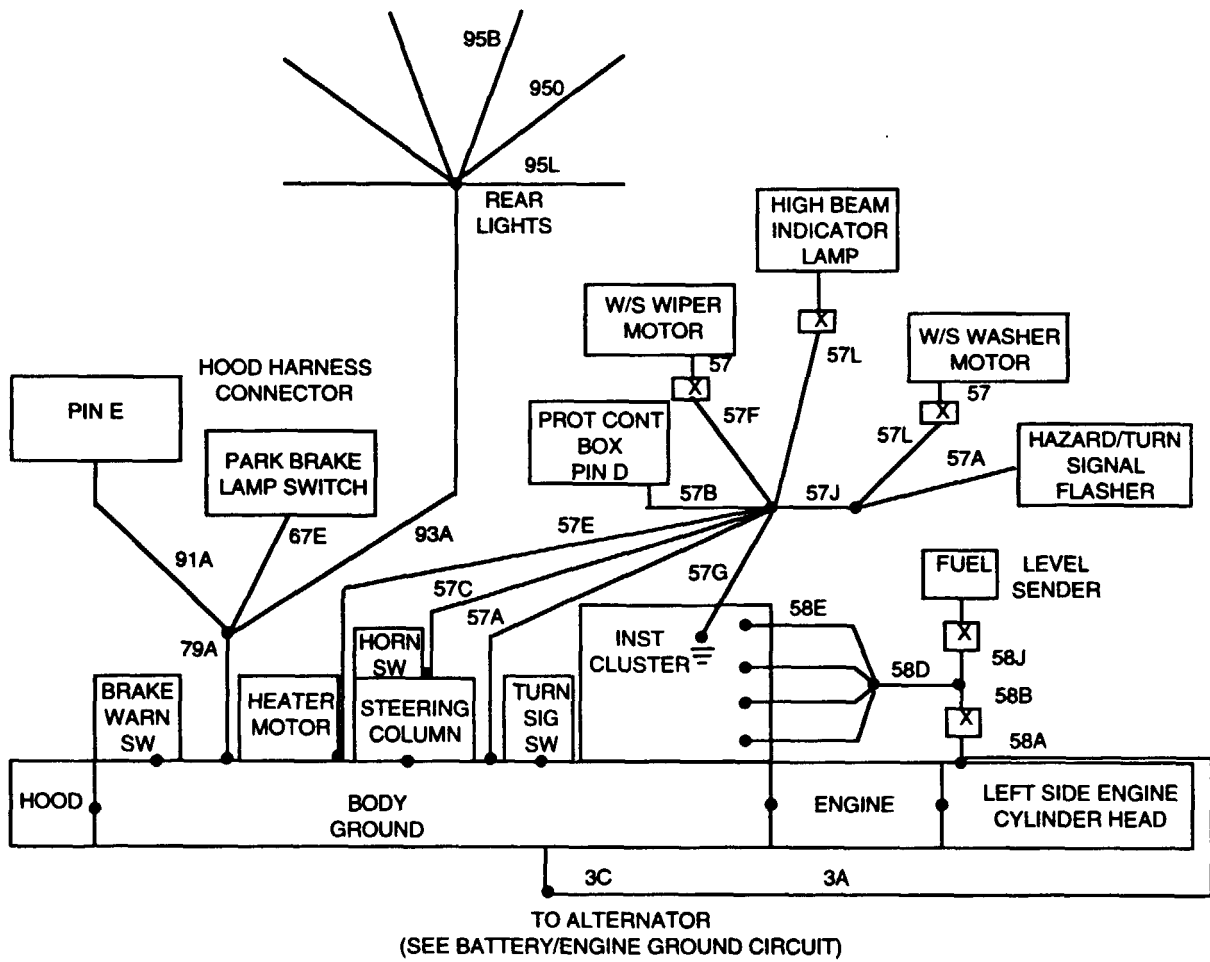 95B
950
95L
REAR
LIGHTS
HIGH BEAM
INDICATOR
LAMP
X
57L
W/S WIPER
MOTOR
57
X
57F
W/S WASHER
MOTOR
57
X
57L
HOOD HARNESS
CONNECTOR
PIN E
PARK BRAKE
LAMP SWITCH
PROT CONT
BOX
PIN D
57B
57J
57A
HAZARD/TURN
SIGNAL
FLASHER
91A
67E
93A
57E
57C
57A
57G
79A
FUEL
LEVEL
SENDER
X
58J
58E
58D
58B
X
58A
BRAKE
WARN
SW
HEATER
MOTOR
HORN
SW
STEERING
COLUMN
TURN
SIG
SW
INST
CLUSTER
HOOD
BODY
GROUND
ENGINE
LEFT SIDE ENGINE
CYLINDER HEAD
3C
3A
TO ALTERNATOR
(SEE BATTERY/ENGINE GROUND CIRCUIT)